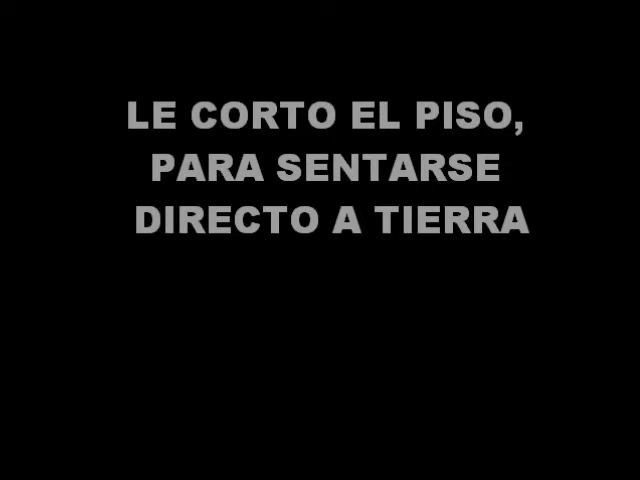 LE CORTO EL PISO,
PARA SENTARSE
DIRECTO A TIERRA